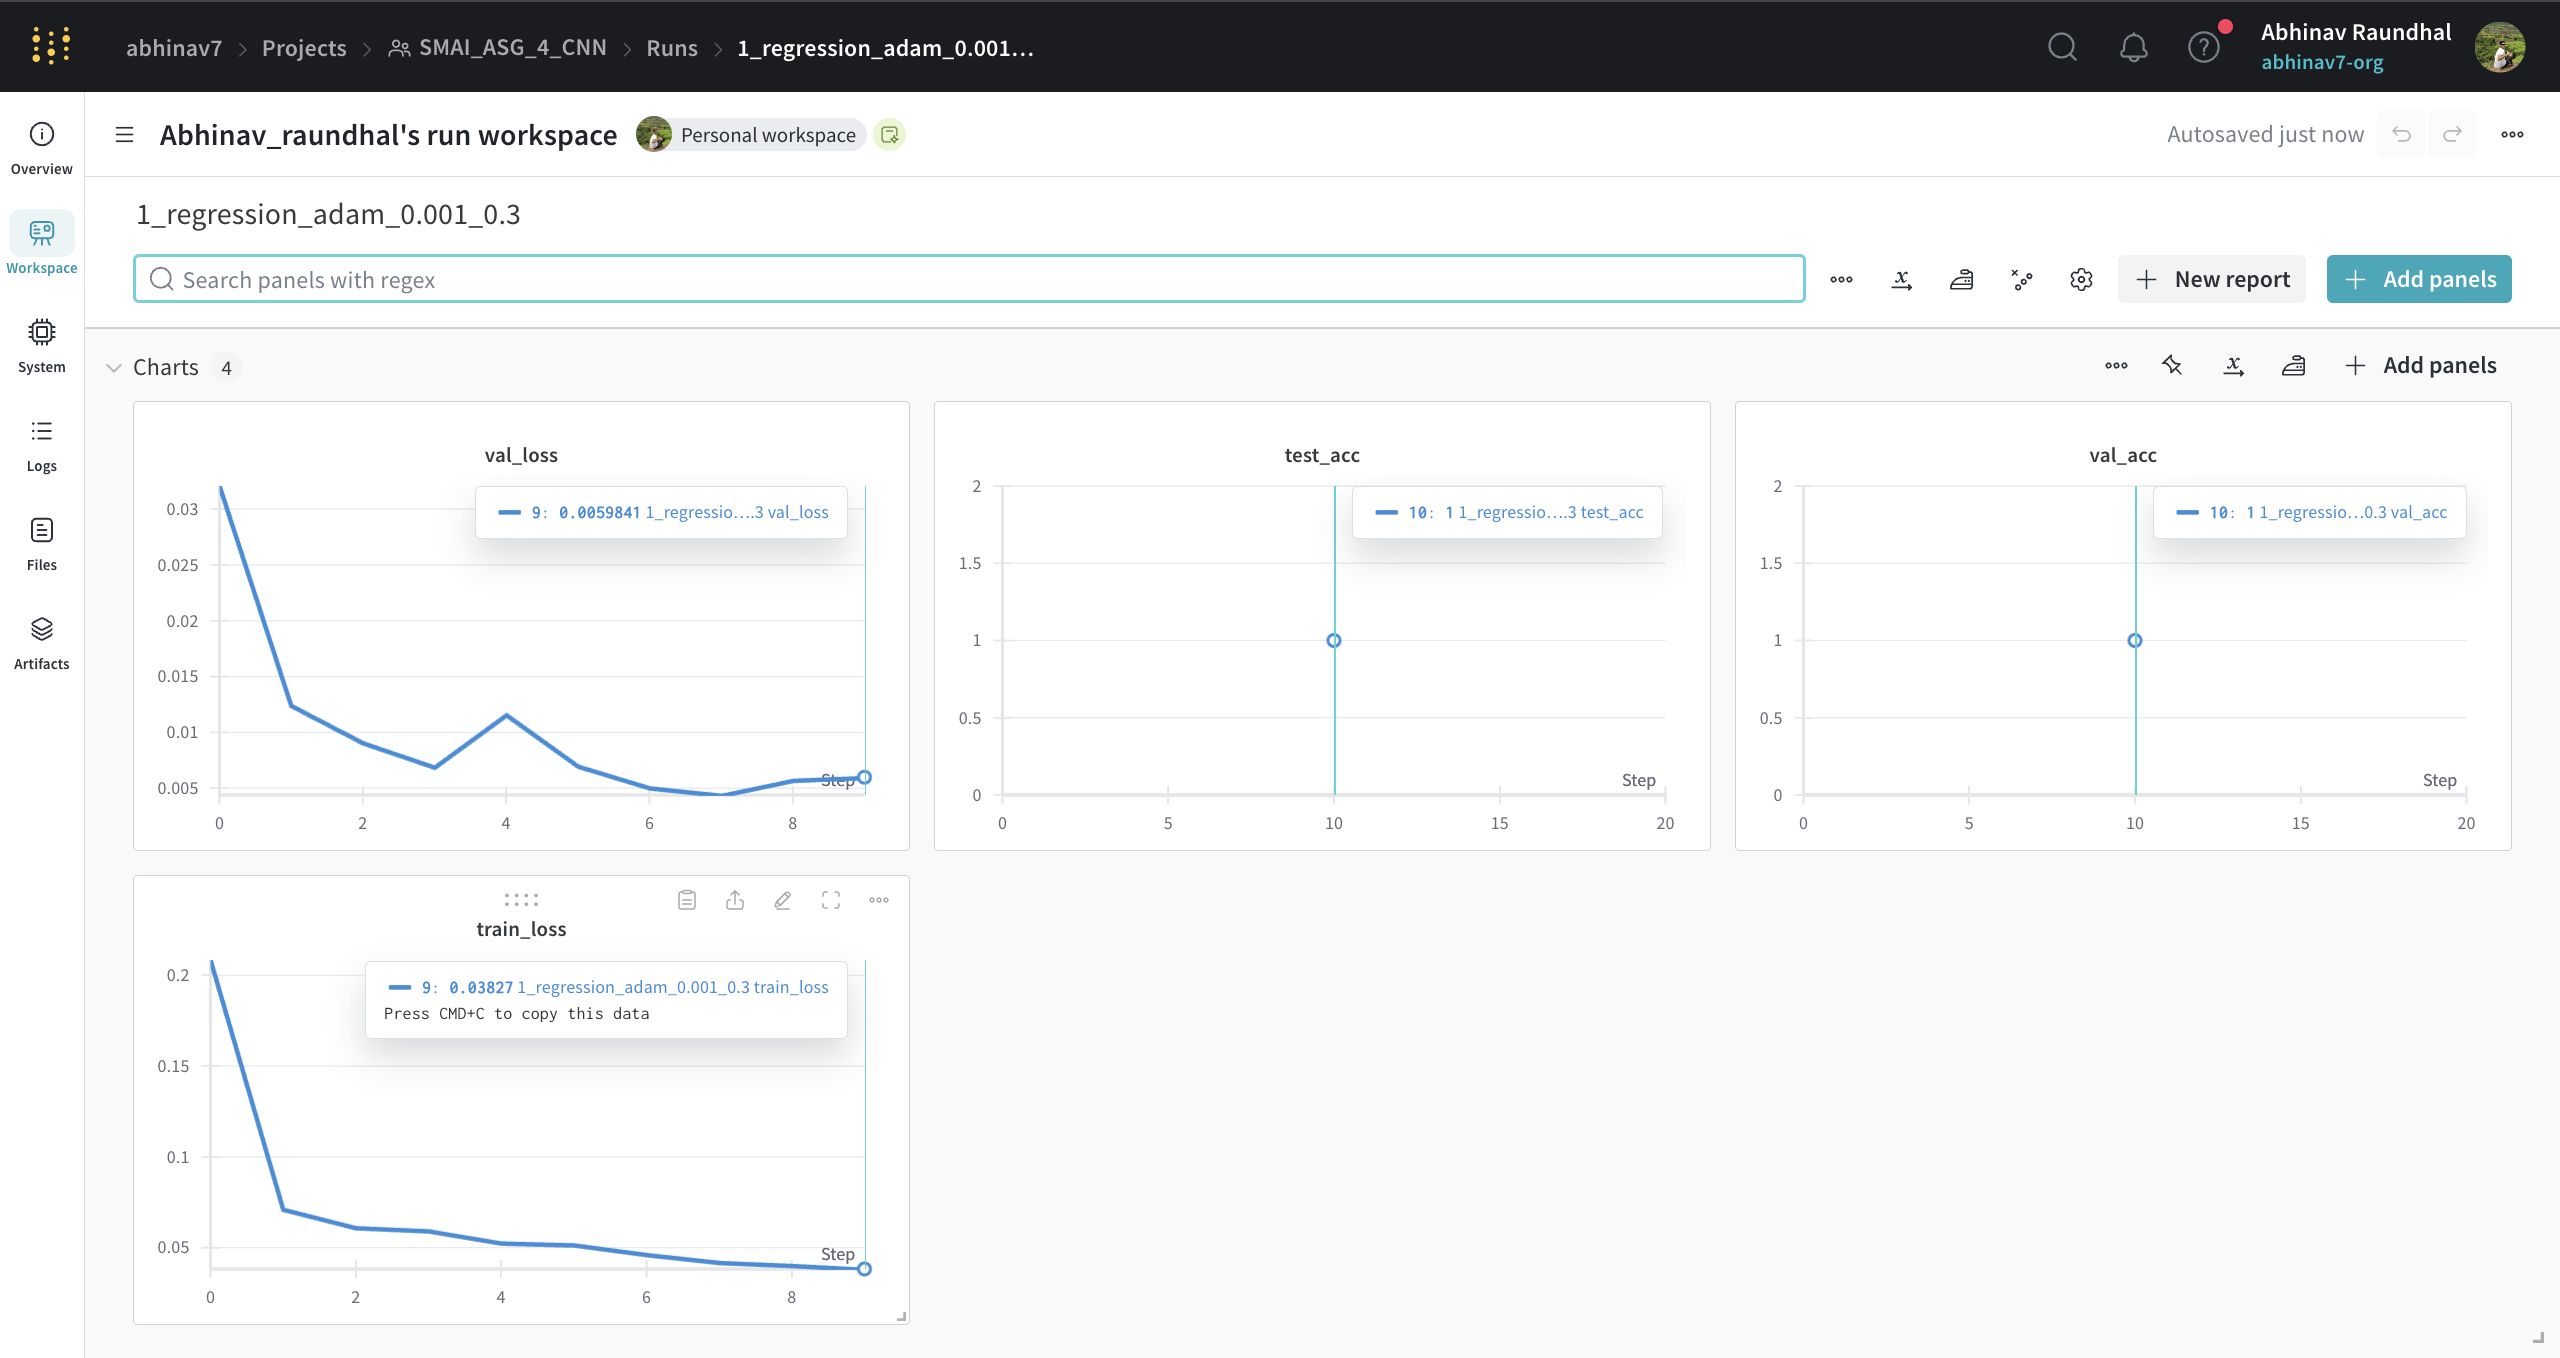 abhinav7 > Projects > SMAI_ASG_4_CNN > Runs > 1_regression_adam_0.001...
Abhinav Raundhal
abhinav7-org
Overview
Workspace
System
Logs
Files
Artifacts
Abhinav_raundhal's run workspace
Personal workspace
Autosaved just now
1_regression_adam_0.001_0.3
Search panels with regex
New report
Add panels
Charts 4
Add panels
val_loss
9: 0.0059841 1_regressio....3 val_loss
0.03
0.025
0.02
0.015
0.01
0.005
Step
0 2 4 6 8
test_acc
10: 1 1_regressio....3 test_acc
2
1.5
1
0.5
0
Step
0 5 10 15 20
val_acc
10: 1 1_regressio...0.3 val_acc
2
1.5
1
0.5
0
Step
0 5 10 15 20
train_loss
9: 0.03827 1_regression_adam_0.001_0.3 train_loss
Press CMD+C to copy this data
0.2
0.15
0.1
0.05
Step
0 2 4 6 8